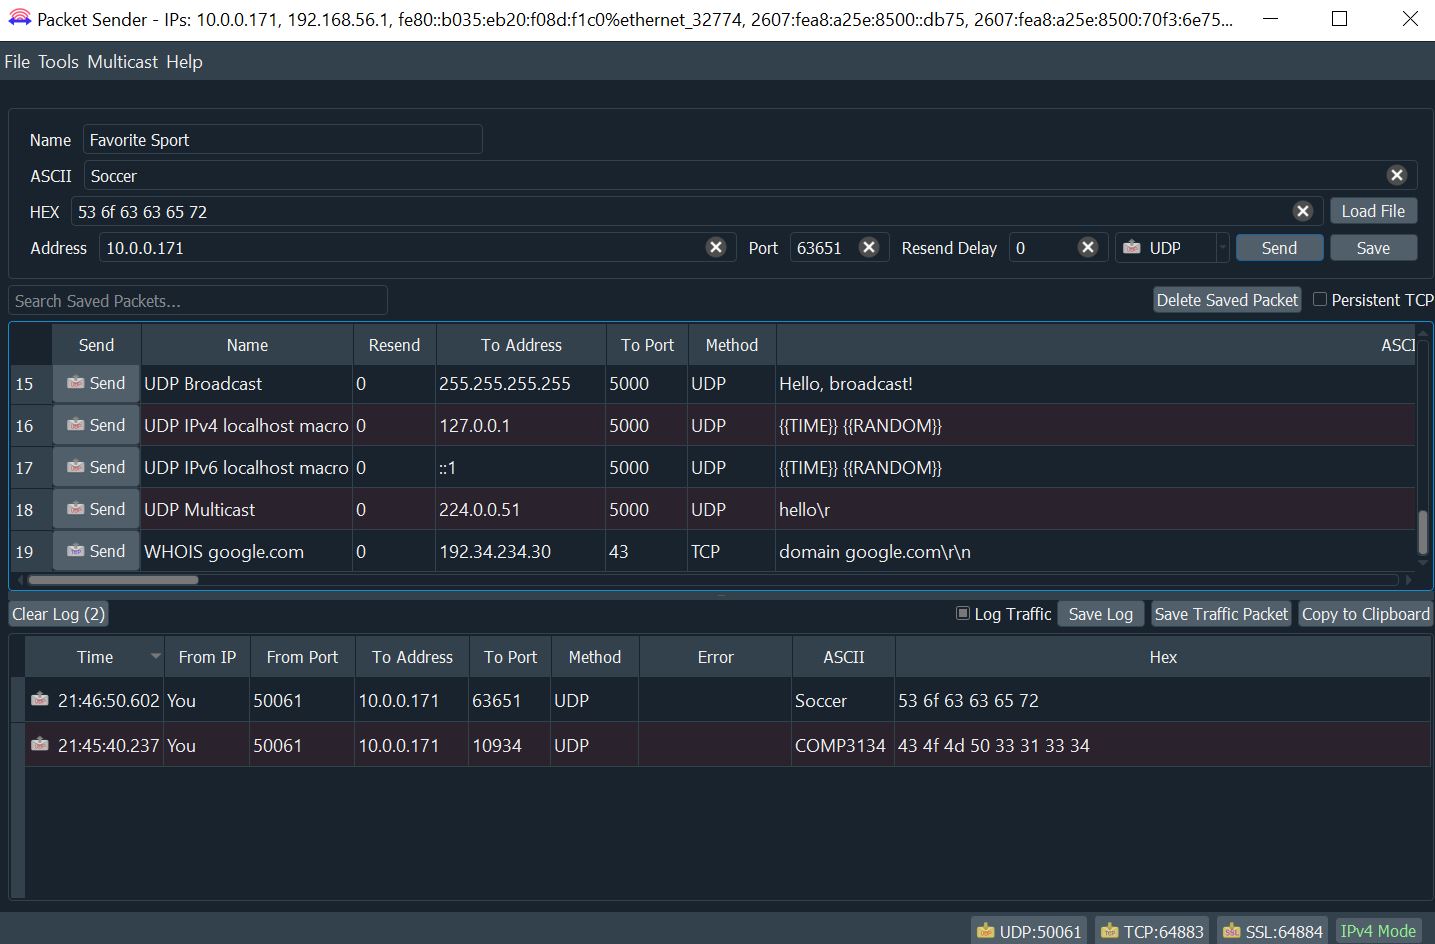 Packet Sender - IPs: 10.0.0.171, 192.168.56.1, fe80::b035:eb20:f08d:f1c0%ethernet_32774, 2607:fea8:a25e:8500::db75, 2607:fea8:a25e:8500:70f3:6e75...
File Tools Multicast Help
Name Favorite Sport
ASCII Soccer
HEX 53 6f 63 63 65 72 Load File
Address 10.0.0.171 Port 63651 Resend Delay 0 UDP Send Save
Search Saved Packets... Delete Saved Packet Persistent TCP
Send Name Resend To Address To Port Method ASCI
15 Send UDP Broadcast 0 255.255.255.255 5000 UDP Hello, broadcast!
16 Send UDP IPv4 localhost macro 0 127.0.0.1 5000 UDP {{TIME}} {{RANDOM}}
17 Send UDP IPv6 localhost macro 0 ::1 5000 UDP {{TIME}} {{RANDOM}}
18 Send UDP Multicast 0 224.0.0.51 5000 UDP hello\r
19 Send WHOIS google.com 0 192.34.234.30 43 TCP domain google.com\r\n
Clear Log (2) Log Traffic Save Log Save Traffic Packet Copy to Clipboard
Time From IP From Port To Address To Port Method Error ASCII Hex
21:46:50.602 You 50061 10.0.0.171 63651 UDP Soccer 53 6f 63 63 65 72
21:45:40.237 You 50061 10.0.0.171 10934 UDP COMP3134 43 4f 4d 50 33 31 33 34
UDP:50061 TCP:64883 SSL:64884 IPv4 Mode